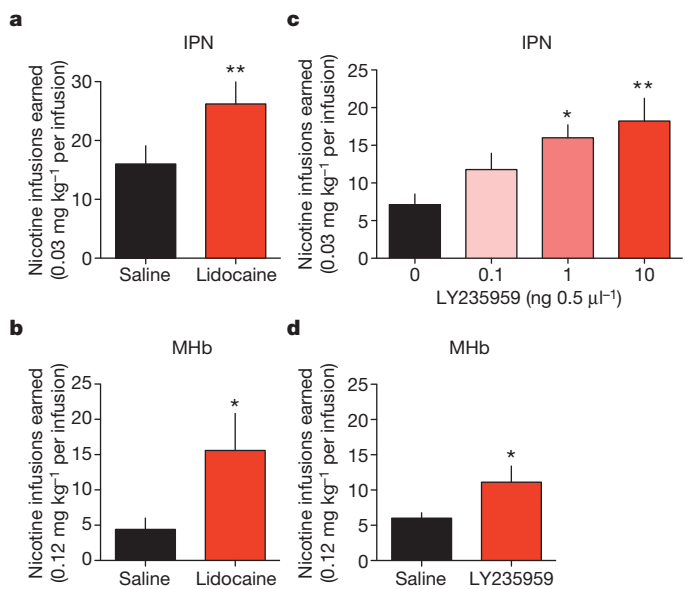 a
IPN
Nicotine infusions earned
(0.03 mg kg⁻¹ per infusion)
30
20
10
0
**
Saline
Lidocaine
c
IPN
Nicotine infusions earned
(0.03 mg kg⁻¹ per infusion)
25
20
15
10
5
0
*
**
0
0.1
1
10
LY235959 (ng 0.5 μl⁻¹)
b
MHb
Nicotine infusions earned
(0.12 mg kg⁻¹ per infusion)
25
20
15
10
5
0
*
Saline
Lidocaine
d
MHb
Nicotine infusions earned
(0.12 mg kg⁻¹ per infusion)
25
20
15
10
5
0
*
Saline
LY235959